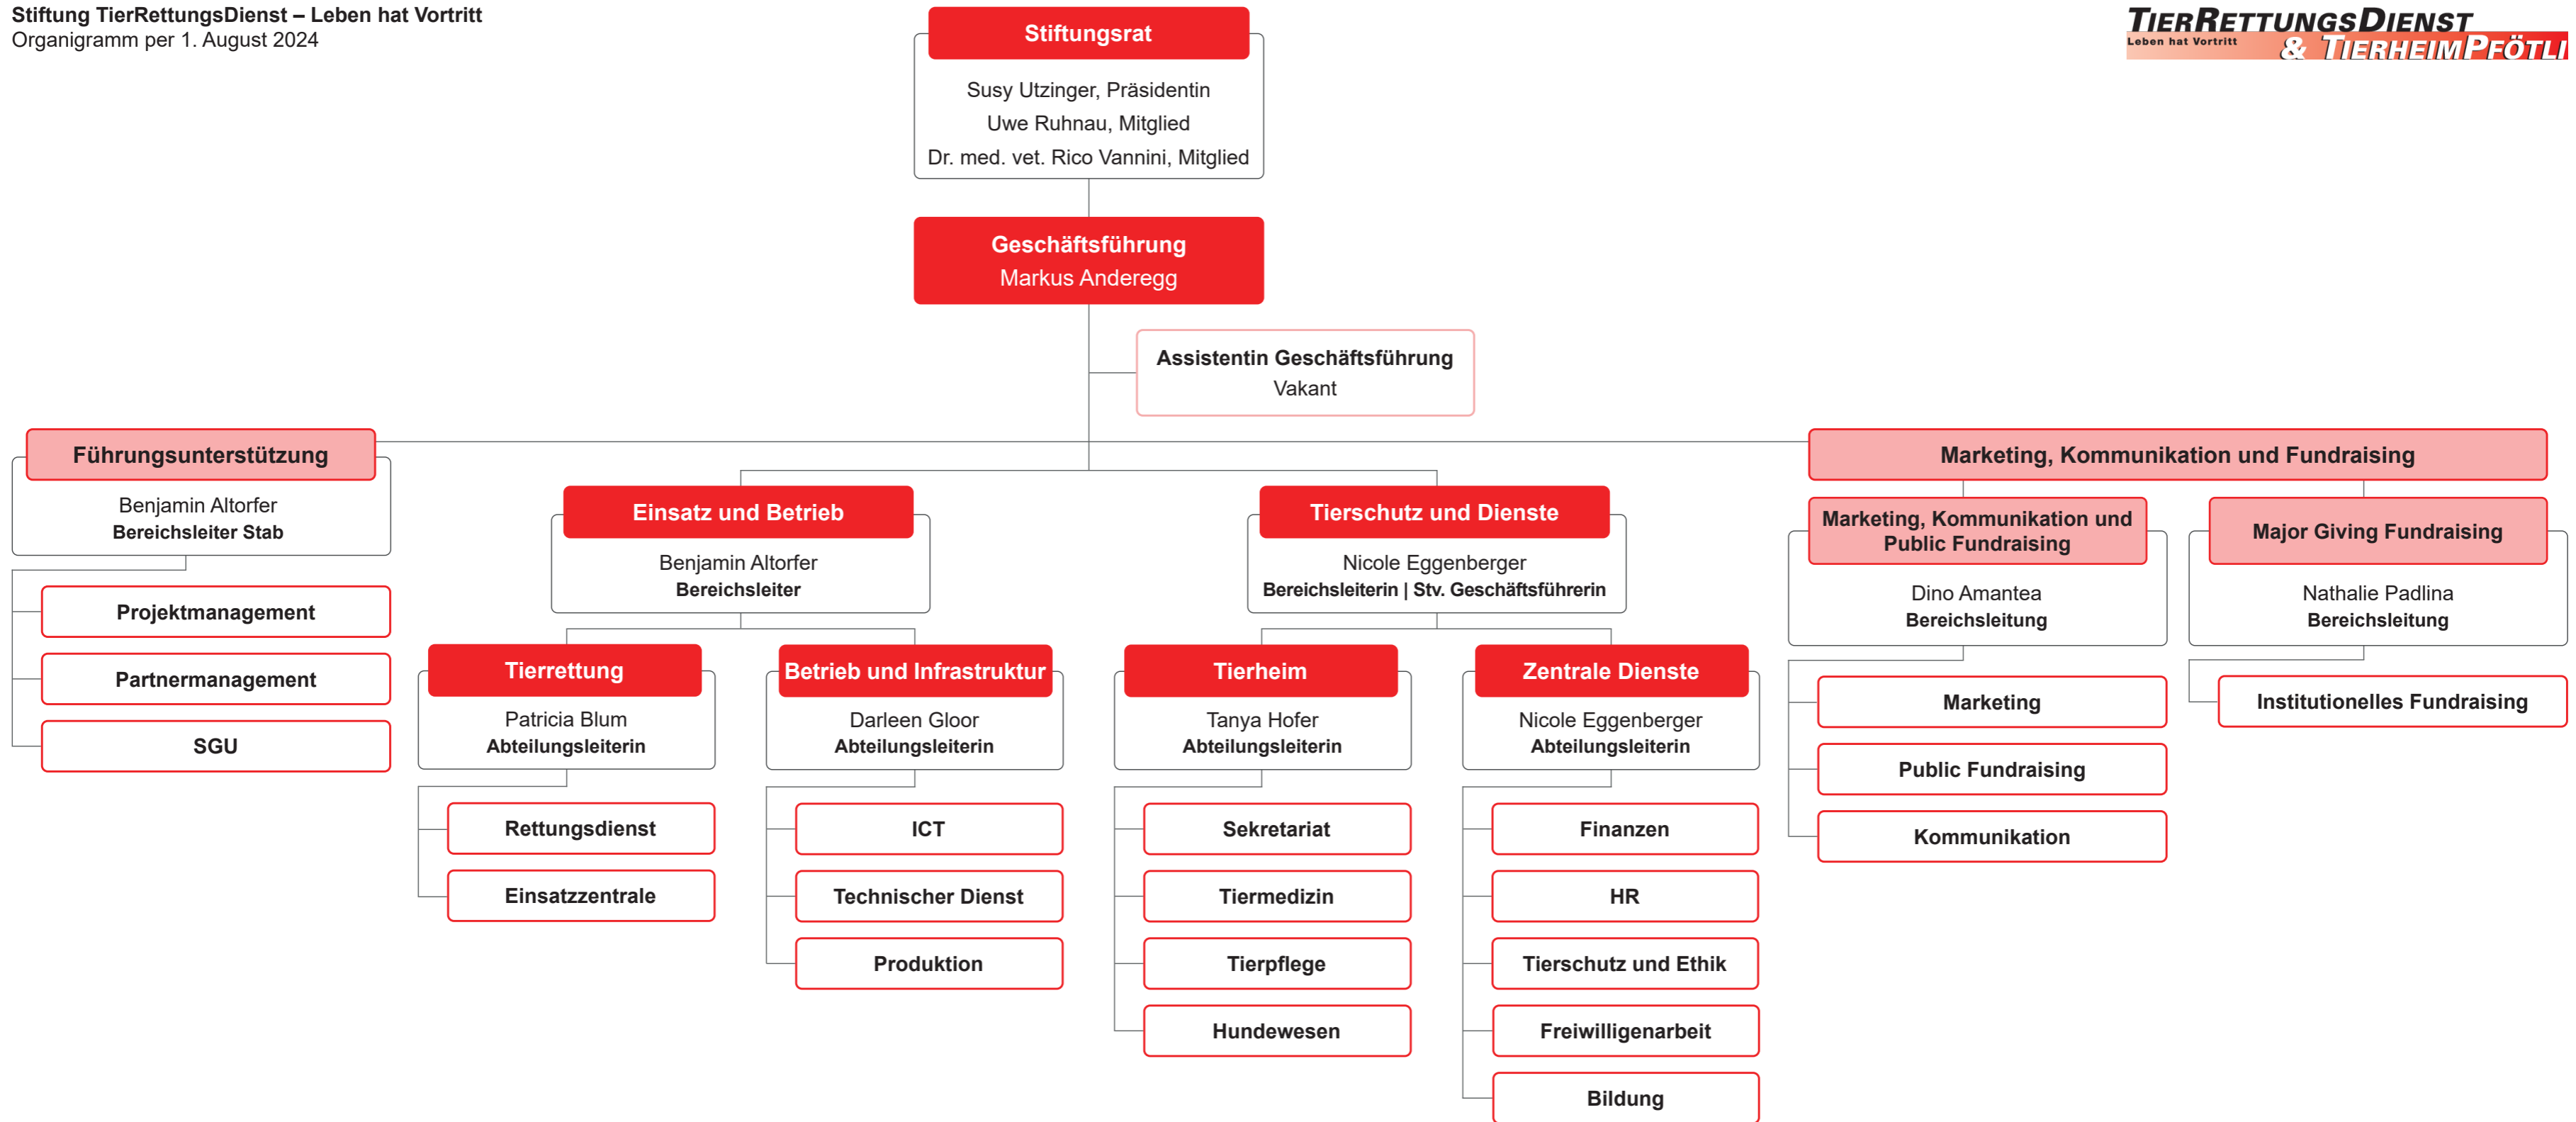 Stiftung TierRettungsDienst – Leben hat Vortritt
Organigramm per 1. August 2024
TIERRETTUNGSDIENST
Leben hat Vortritt
& TIERHEIMPFÖTLI
Stiftungsrat
Susy Utzinger, Präsidentin
Uwe Ruhnau, Mitglied
Dr. med. vet. Rico Vannini, Mitglied
Geschäftsführung
Markus Anderegg
Assistentin Geschäftsführung
Vakant
Führungsunterstützung
Benjamin Altorfer
Bereichsleiter Stab
Projektmanagement
Partnermanagement
SGU
Einsatz und Betrieb
Benjamin Altorfer
Bereichsleiter
Tierrettung
Patricia Blum
Abteilungsleiterin
Rettungsdienst
Einsatzzentrale
Betrieb und Infrastruktur
Darleen Gloor
Abteilungsleiterin
ICT
Technischer Dienst
Produktion
Tierschutz und Dienste
Nicole Eggenberger
Bereichsleiterin | Stv. Geschäftsführerin
Tierheim
Tanya Hofer
Abteilungsleiterin
Sekretariat
Tiermedizin
Tierpflege
Hundewesen
Zentrale Dienste
Nicole Eggenberger
Abteilungsleiterin
Finanzen
HR
Tierschutz und Ethik
Freiwilligenarbeit
Bildung
Marketing, Kommunikation und Fundraising
Marketing, Kommunikation und
Public Fundraising
Dino Amantea
Bereichsleitung
Marketing
Public Fundraising
Kommunikation
Major Giving Fundraising
Nathalie Padlina
Bereichsleitung
Institutionelles Fundraising